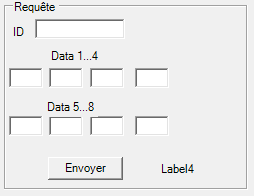 Requête
ID
Data 1...4
Data 5...8
Envoyer Label4